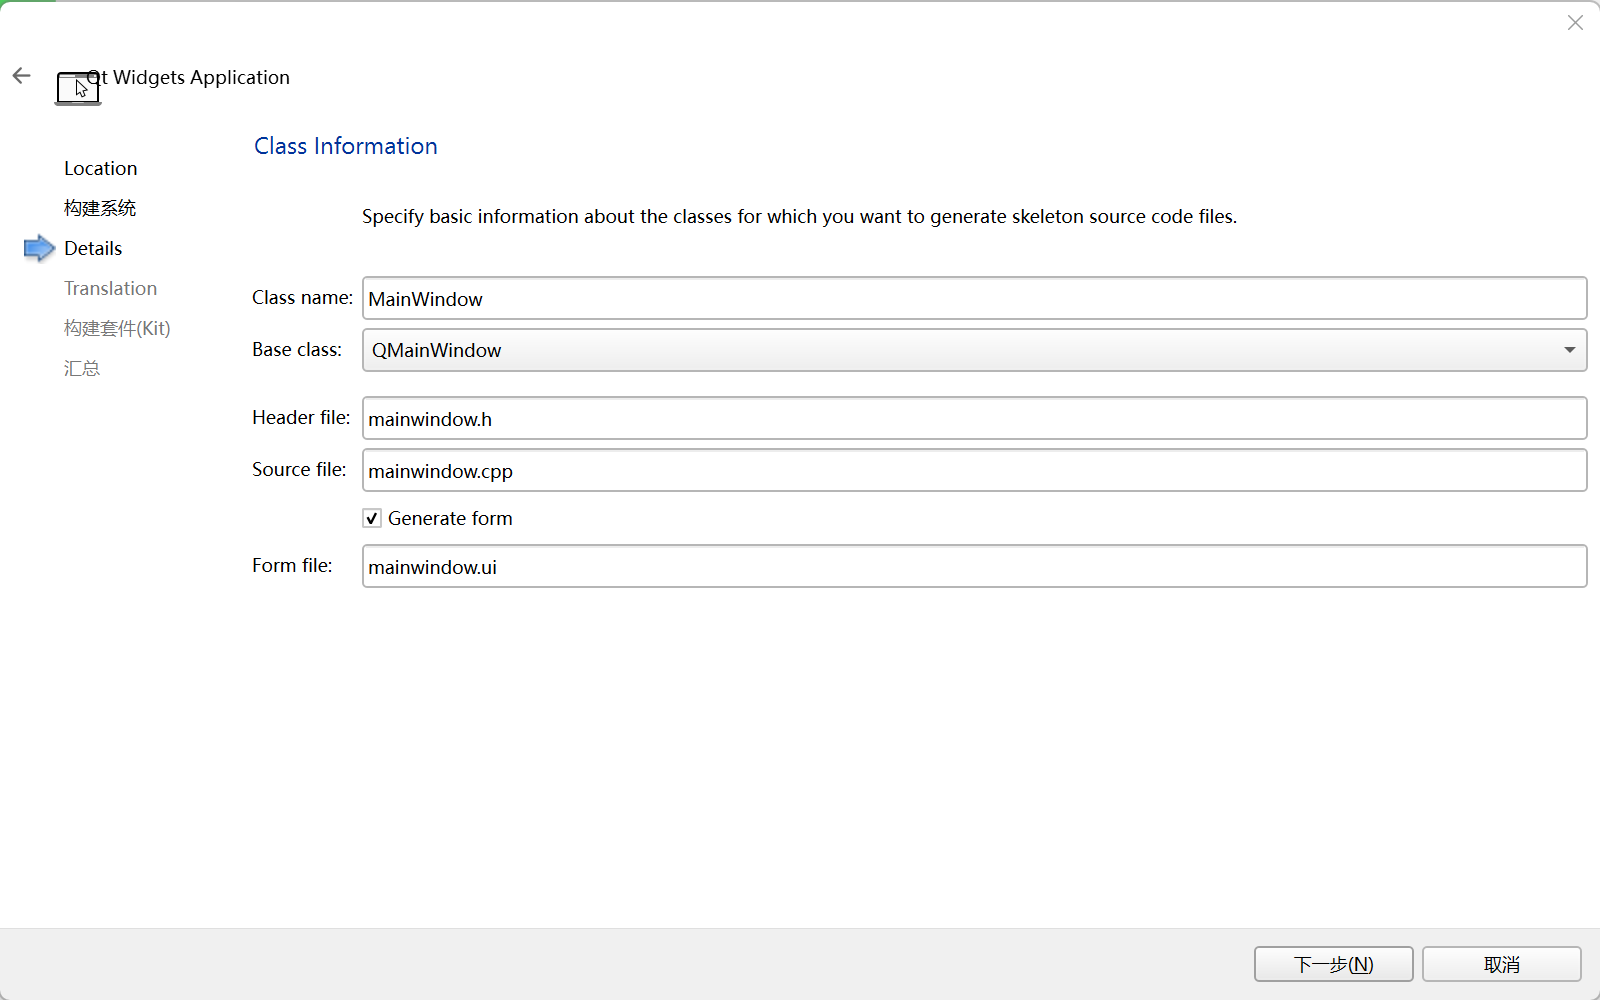 Qt Widgets Application
Location
构建系统
Details
Translation
构建套件(Kit)
汇总
Class Information
Specify basic information about the classes for which you want to generate skeleton source code files.
Class name: MainWindow
Base class: QMainWindow
Header file: mainwindow.h
Source file: mainwindow.cpp
Generate form
Form file: mainwindow.ui
下一步(N) 取消